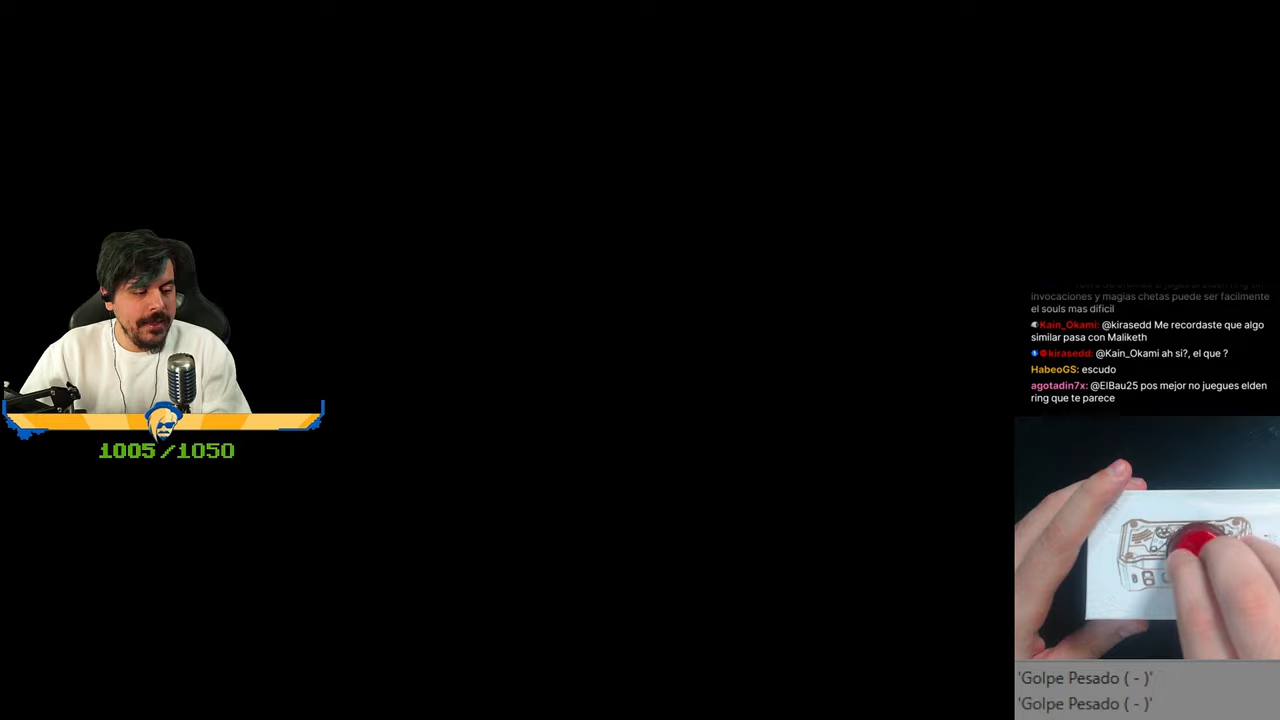 invocaciones y magias chetas puede ser facilmente
el souls mas dificil
Kain_Okami: @kirasedd Me recordaste que algo
similar pasa con Maliketh
kirasedd: @Kain_Okami ah si?, el que ?
HabeoGS: escudo
agotadin7x: @ElBau25 pos mejor no juegues elden
ring que te parece
1005/1050
'Golpe Pesado ( - )'
'Golpe Pesado ( - )'